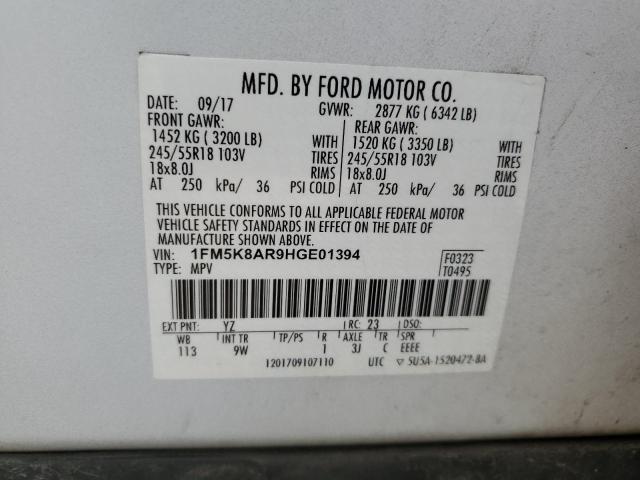 MFD. BY FORD MOTOR CO.
DATE: 09/17 GVWR: 2877 KG ( 6342 LB)
FRONT GAWR: REAR GAWR:
1452 KG ( 3200 LB) WITH 1520 KG ( 3350 LB) WITH
245/55R18 103V TIRES 245/55R18 103V TIRES
18x8.0J RIMS 18x8.0J RIMS
AT 250 kPa/ 36 PSI COLD AT 250 kPa/ 36 PSI COLD
THIS VEHICLE CONFORMS TO ALL APPLICABLE FEDERAL MOTOR
VEHICLE SAFETY STANDARDS IN EFFECT ON THE DATE OF
MANUFACTURE SHOWN ABOVE.
VIN: 1FM5K8AR9HGE01394 F0323
TYPE: MPV T0495
EXT PNT: YZ RC: 23 DSO:
WB INT TR TP/PS R AXLE TR SPR
113 9W 1 3J C EEEE
1201709107110 UTC ▽ 5U5A-1520472-BA